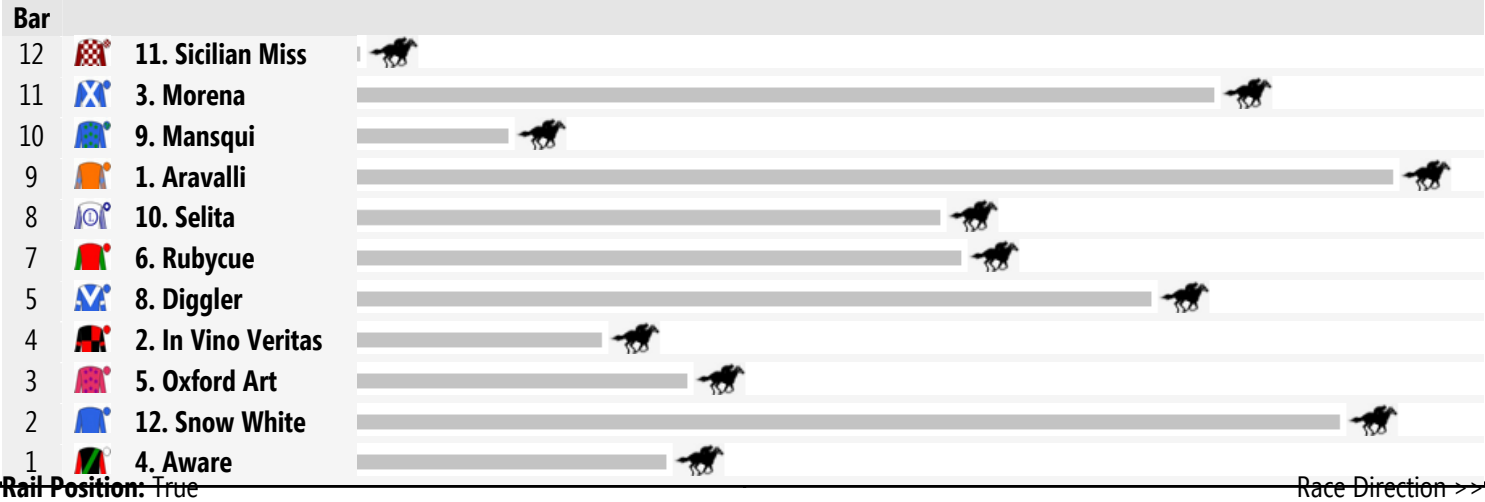 Bar
12 11. Sicilian Miss
11 3. Morena
10 9. Mansqui
9 1. Aravalli
8 10. Selita
7 6. Rubycue
5 8. Diggler
4 2. In Vino Veritas
3 5. Oxford Art
2 12. Snow White
1 4. Aware
Rail Position: True Race Direction >>